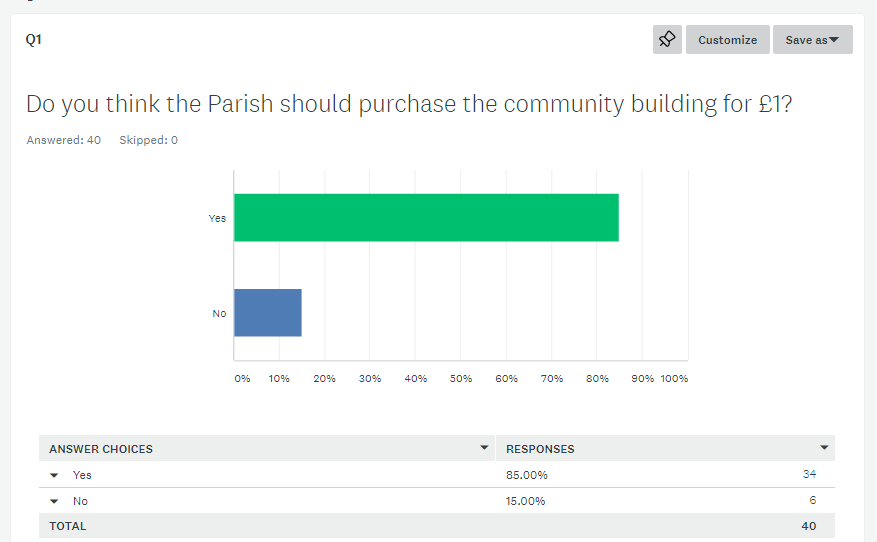 Q1
Customize
Save as
Do you think the Parish should purchase the community building for £1?
Answered: 40 Skipped: 0
Yes
No
0% 10% 20% 30% 40% 50% 60% 70% 80% 90% 100%
ANSWER CHOICES RESPONSES
Yes 85.00% 34
No 15.00% 6
TOTAL 40